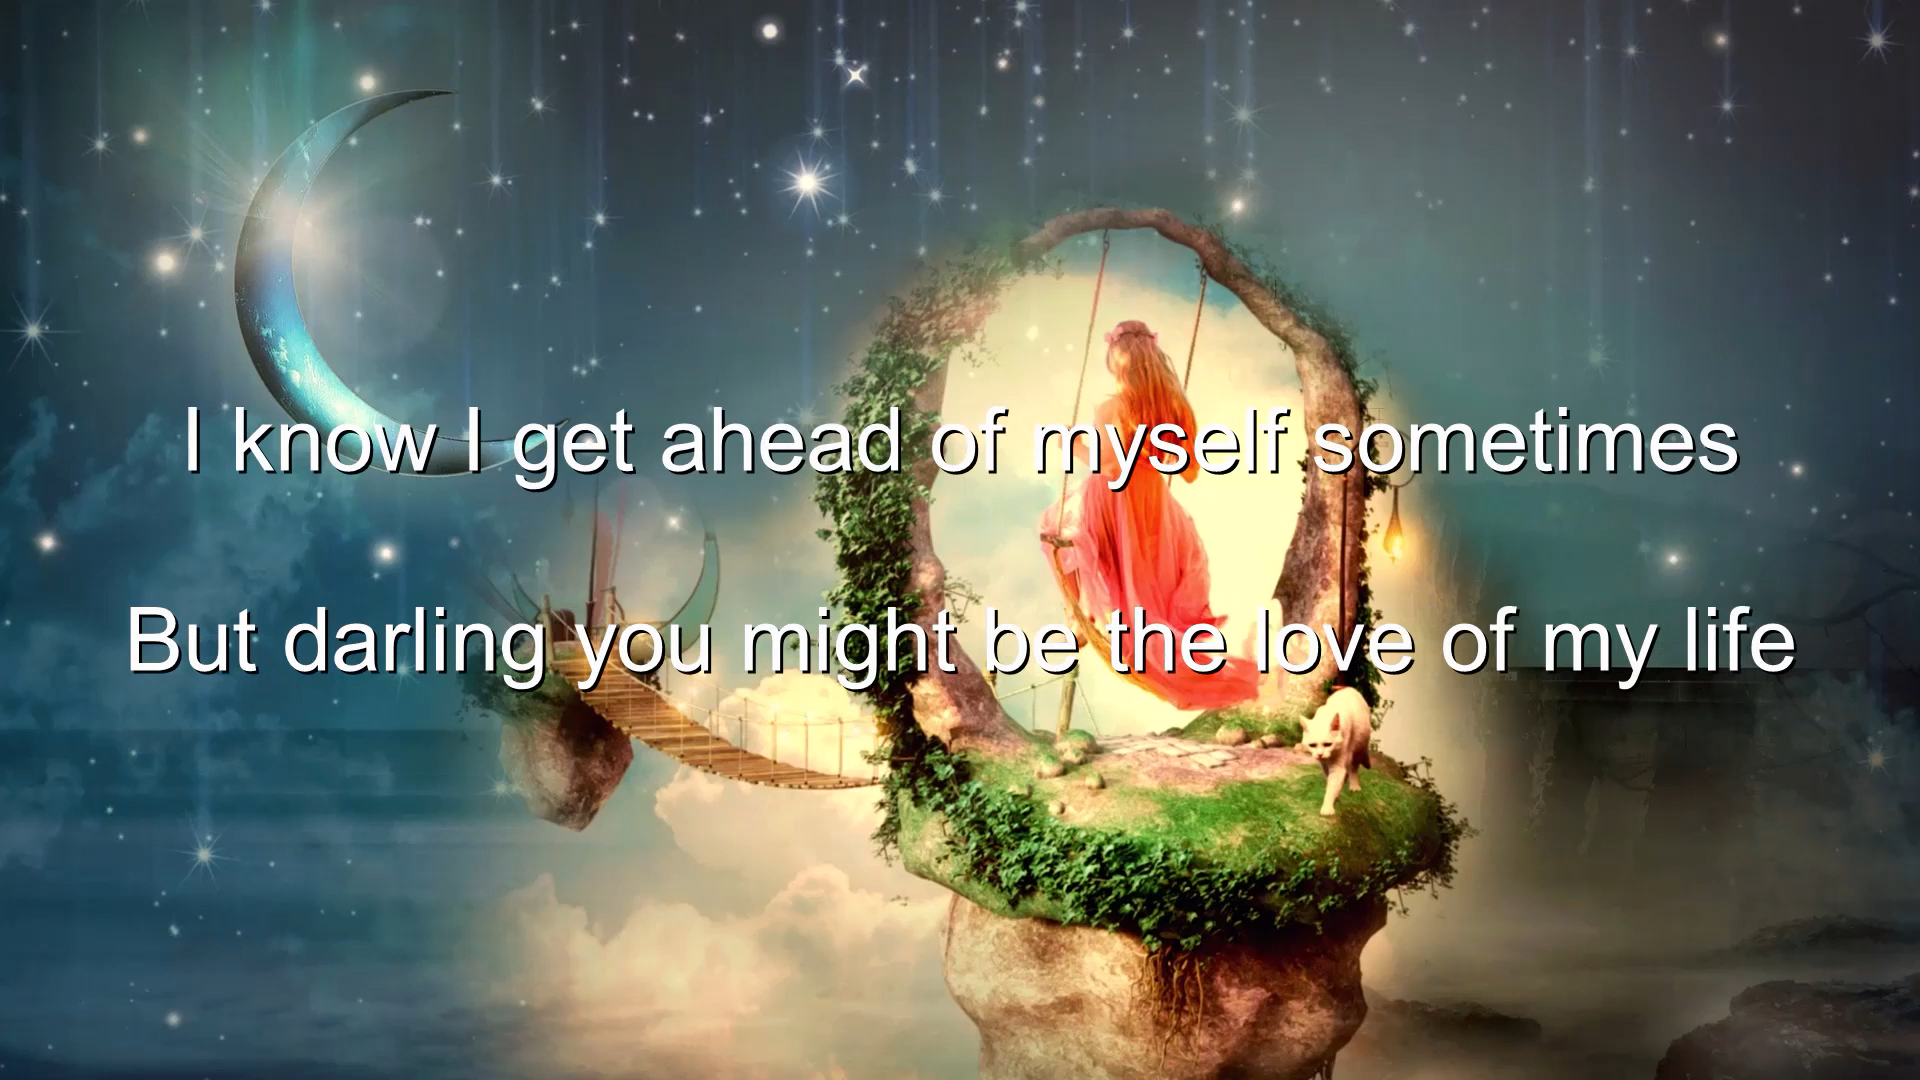 I know I get ahead of myself sometimes
But darling you might be the love of my life